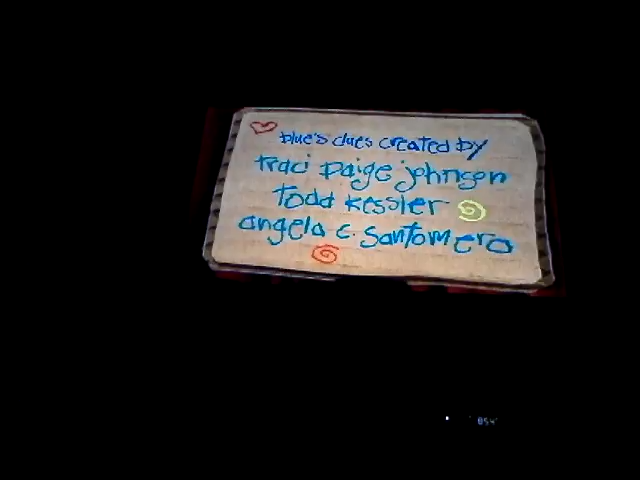 blue's clues created by
traci paige johnson
todd kessler
angela c. santomero